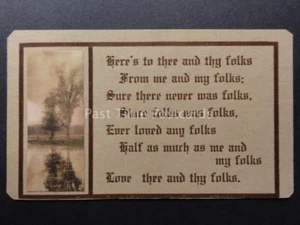 Here's to thee and thy folks
From me and my folks;
Sure there never was folks,
Since folks was folks,
Ever loved any folks
Half as much as me and
my folks
Love thee and thy folks.